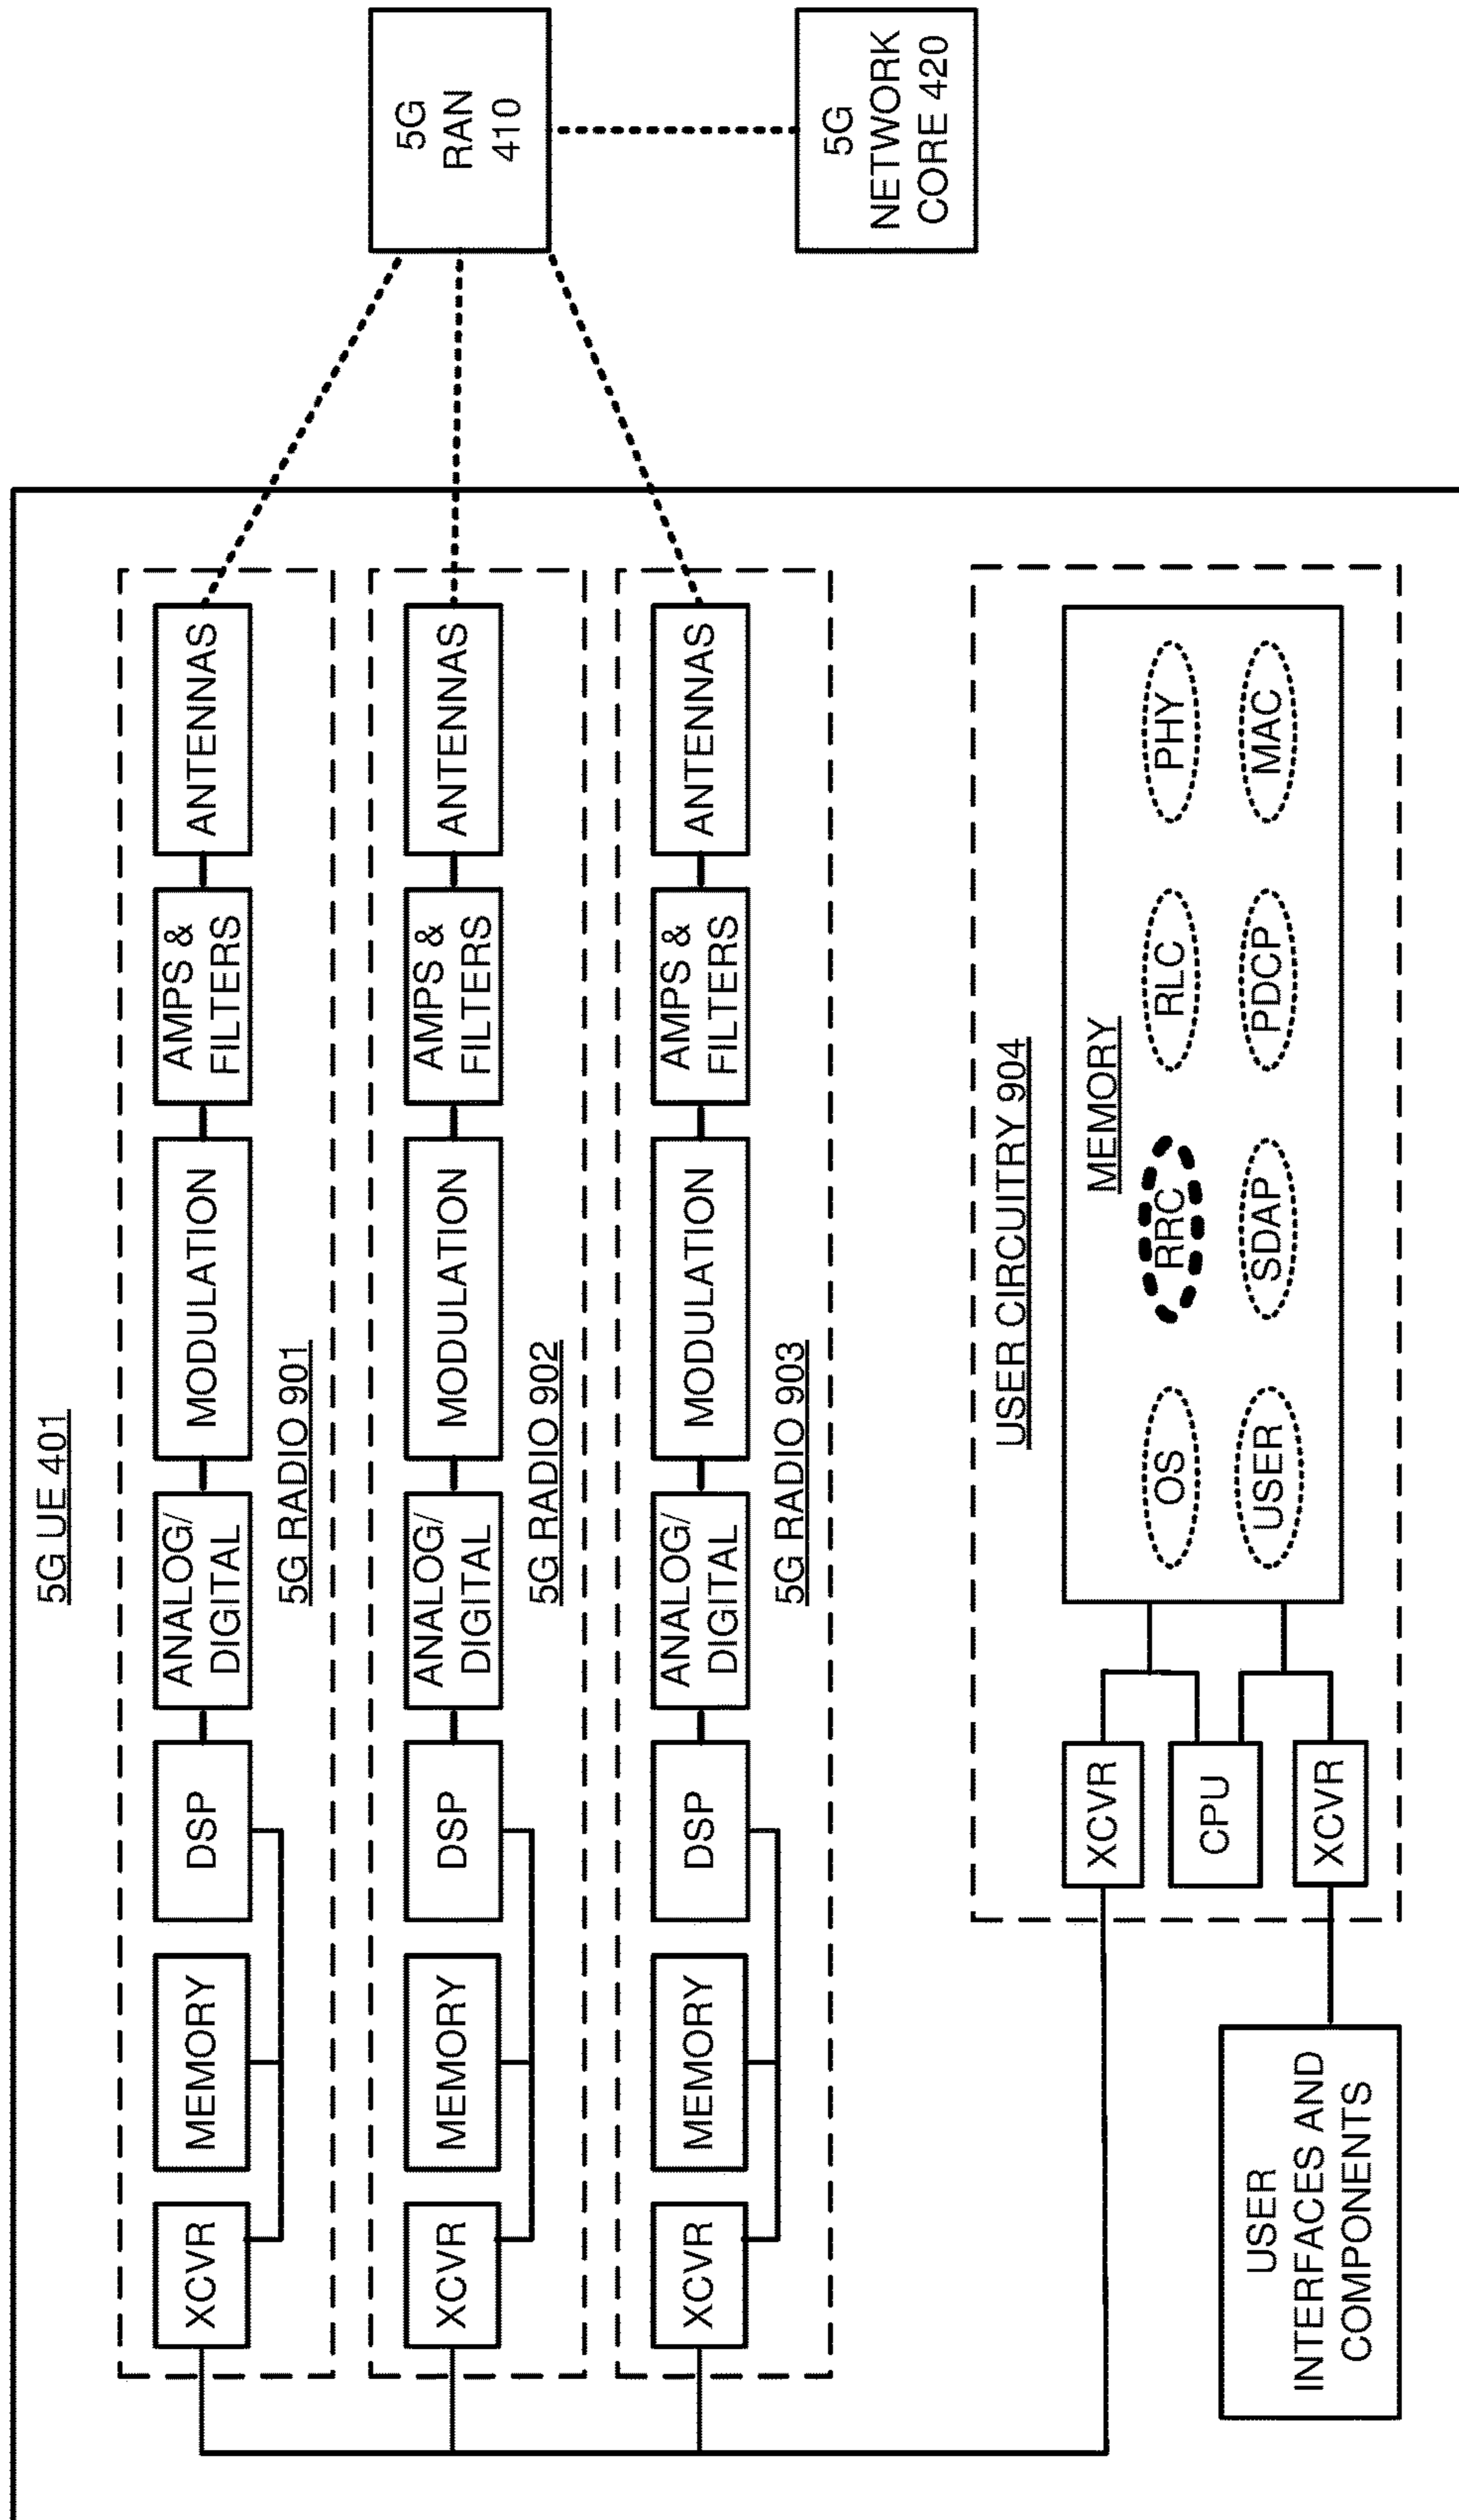 5G UE 401
XCVR
MEMORY
DSP
ANALOG/
DIGITAL
MODULATION
AMPS &
FILTERS
ANTENNAS
5G RADIO 901
XCVR
MEMORY
DSP
ANALOG/
DIGITAL
MODULATION
AMPS &
FILTERS
ANTENNAS
5G RADIO 902
XCVR
MEMORY
DSP
ANALOG/
DIGITAL
MODULATION
AMPS &
FILTERS
ANTENNAS
5G RADIO 903
5G
RAN
410
5G
NETWORK
CORE 420
USER CIRCUITRY 904
XCVR
CPU
XCVR
MEMORY
OS
RRC
RLC
PHY
USER
SDAP
PDCP
MAC
USER
INTERFACES AND
COMPONENTS